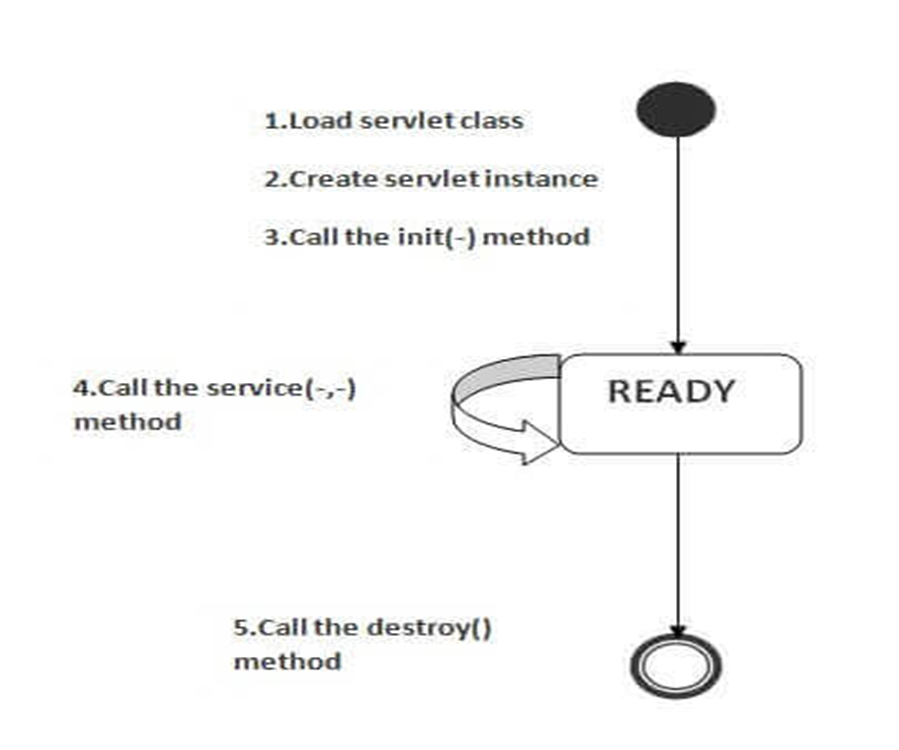 1.Load servlet class
2.Create servlet instance
3.Call the init(-) method
READY
4.Call the service(-,-)
method
5.Call the destroy()
method